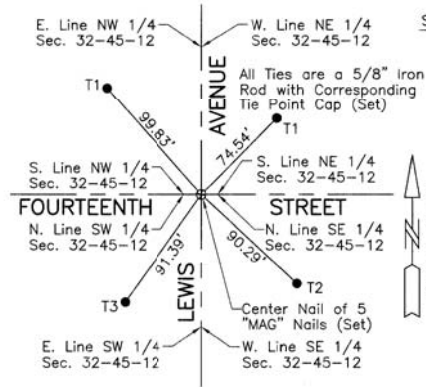 S
E. Line NW 1/4
Sec. 32-45-12
W. Line NE 1/4
Sec. 32-45-12
AVENUE
All Ties are a 5/8" Iron
Rod with Corresponding
Tie Point Cap (Set)
T1
T1
99.83'
74.54'
S. Line NW 1/4
Sec. 32-45-12
S. Line NE 1/4
Sec. 32-45-12
FOURTEENTH STREET
N. Line SW 1/4
Sec. 32-45-12
N. Line SE 1/4
Sec. 32-45-12
N
91.39'
90.29'
T3
T2
LEWIS
Center Nail of 5
"MAG" Nails (Set)
E. Line SW 1/4
Sec. 32-45-12
W. Line SE 1/4
Sec. 32-45-12